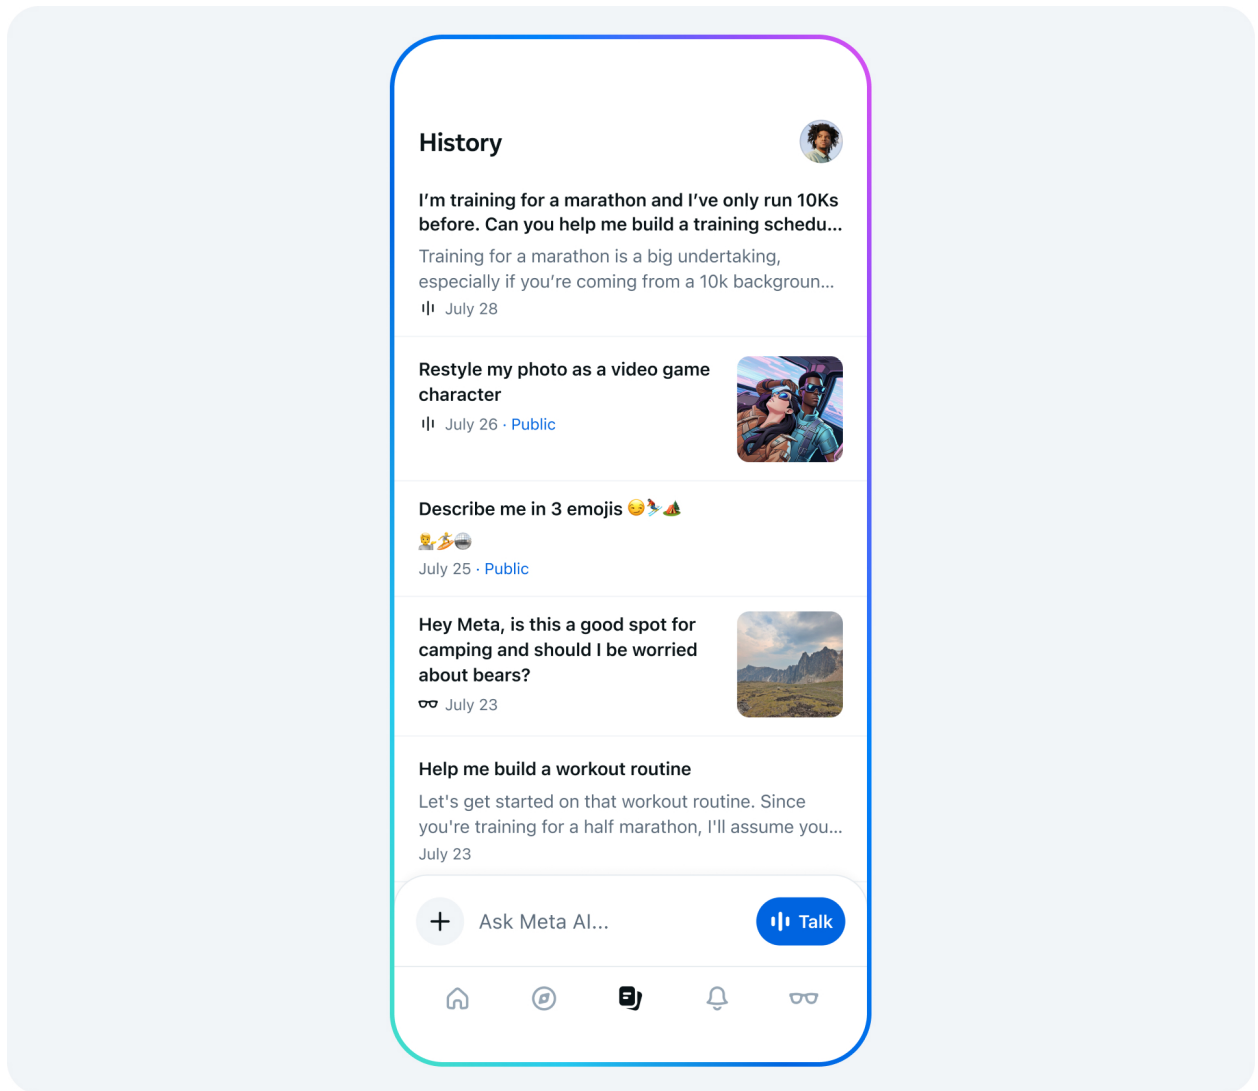 History
I’m training for a marathon and I’ve only run 10Ks
before. Can you help me build a training schedu...
Training for a marathon is a big undertaking,
especially if you’re coming from a 10k backgroun...
July 28
Restyle my photo as a video game
character
July 26 · Public
Describe me in 3 emojis 😏⛷️🏕️
👨‍🎨🏄🌁
July 25 · Public
Hey Meta, is this a good spot for
camping and should I be worried
about bears?
July 23
Help me build a workout routine
Let's get started on that workout routine. Since
you're training for a half marathon, I'll assume you...
July 23
Ask Meta AI...
Talk